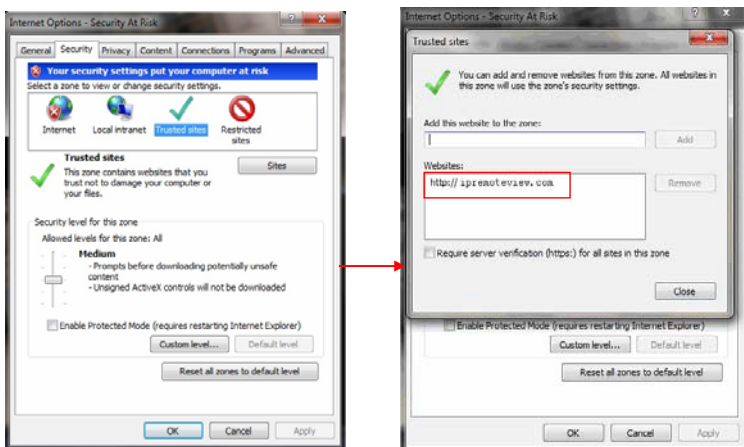 Internet Options - Security At Risk
General Security Privacy Content Connections Programs Advanced
Your security settings put your computer at risk
Select a zone to view or change security settings.
Internet Local intranet Trusted sites Restricted sites
Trusted sites
This zone contains websites that you
trust not to damage your computer or
your files.
Sites
Security level for this zone
Allowed levels for this zone: All
Medium
- Prompts before downloading potentially unsafe
content
- Unsigned ActiveX controls will not be downloaded
Enable Protected Mode (requires restarting Internet Explorer)
Custom level... Default level
Reset all zones to default level
OK Cancel Apply
Internet Options - Security At Risk
Trusted sites
You can add and remove websites from this zone. All websites in
this zone will use the zone's security settings.
Add this website to the zone:
Add
Websites:
http:// ipremoteview.com
Remove
Require server verification (https:) for all sites in this zone
Close
Enable Protected Mode (requires restarting Internet Explorer)
Custom level... Default level
Reset all zones to default level
OK Cancel Apply